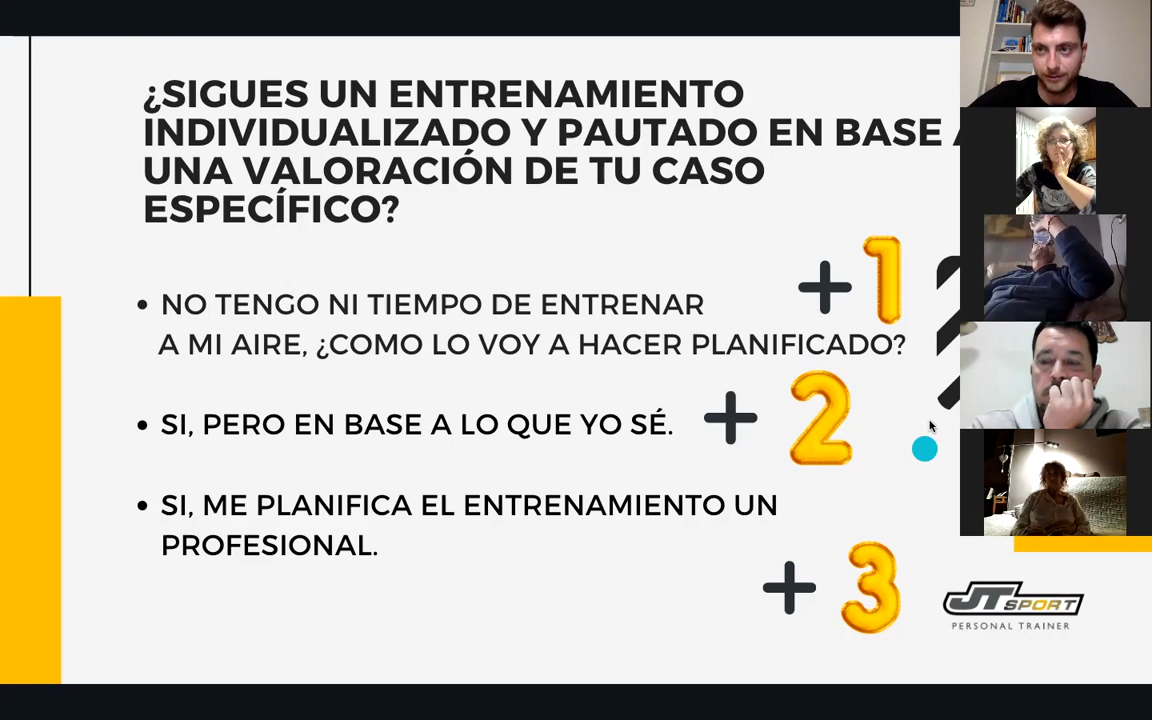 ¿SIGUES UN ENTRENAMIENTO
INDIVIDUALIZADO Y PAUTADO EN BASE A
UNA VALORACIÓN DE TU CASO
ESPECÍFICO?
+ 1
• NO TENGO NI TIEMPO DE ENTRENAR
A MI AIRE, ¿COMO LO VOY A HACER PLANIFICADO?
• SI, PERO EN BASE A LO QUE YO SÉ.
+ 2
• SI, ME PLANIFICA EL ENTRENAMIENTO UN
PROFESIONAL.
+ 3
JT SPORT
PERSONAL TRAINER